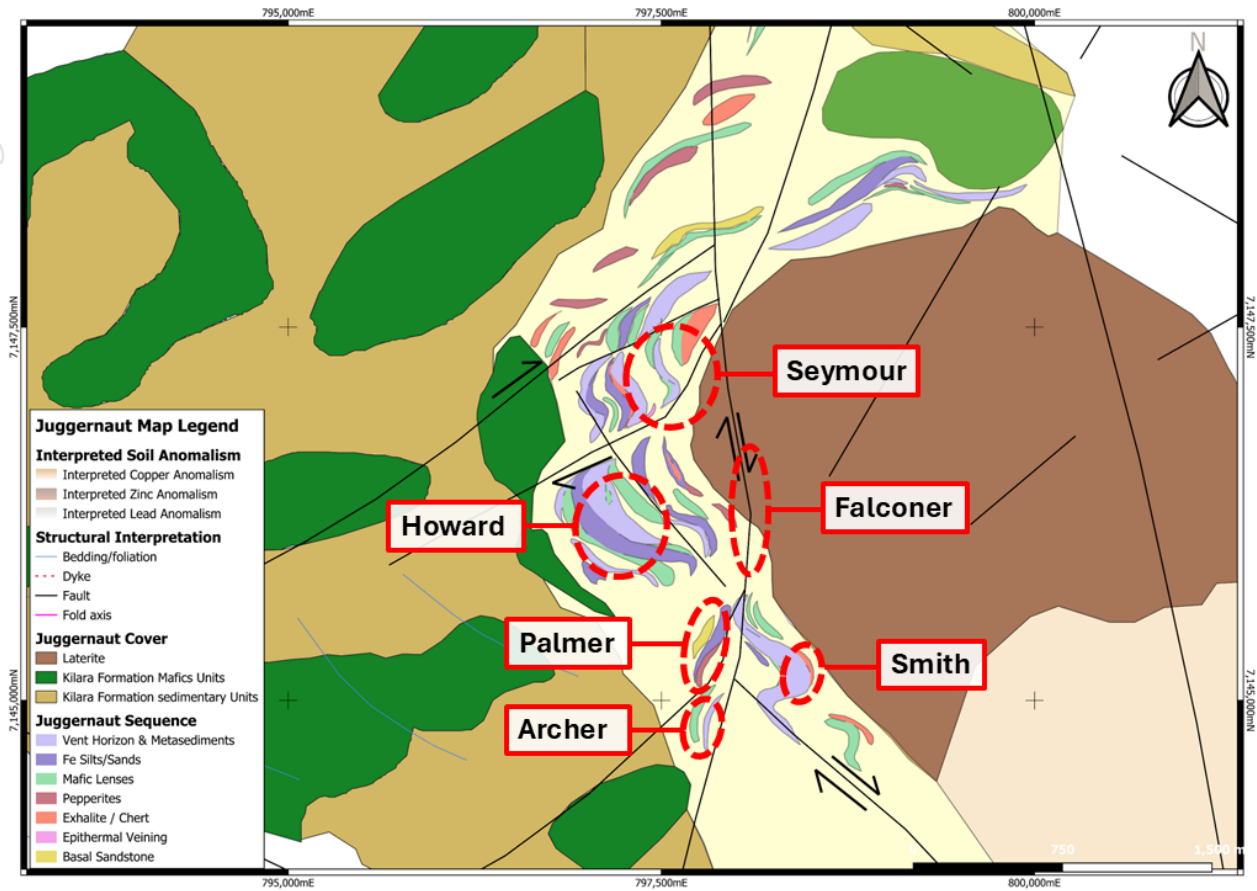 795,000mE 797,500mE 800,000mE
N
7,147,500mN 7,147,500mN
Seymour
Juggernaut Map Legend
Interpreted Soil Anomalism
Interpreted Copper Anomalism
Interpreted Zinc Anomalism
Interpreted Lead Anomalism
Structural Interpretation
Bedding/foliation
Dyke
Fault
Fold axis
Juggernaut Cover
Laterite
Kilara Formation Mafics Units
Kilara Formation sedimentary Units
Juggernaut Sequence
Vent Horizon & Metasediments
Fe Silts/Sands
Mafic Lenses
Pepperites
Exhalite / Chert
Epithermal Veining
Basal Sandstone
Howard
Falconer
Palmer
Smith
Archer
7,145,000mN 7,145,000mN
750 1,500 m
795,000mE 797,500mE 800,000mE